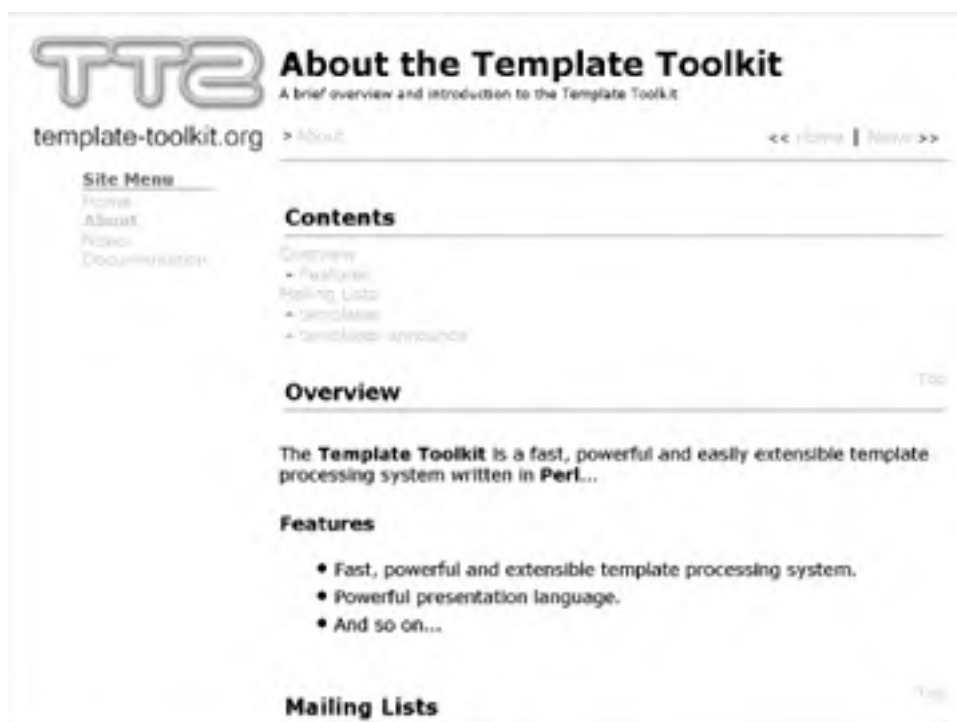 TT2
template-toolkit.org
About the Template Toolkit
A brief overview and introduction to the Template Toolkit
> About
<< Home | News >>
Site Menu
Home
About
News
Documentation
Contents
Overview
• Features
Mailing Lists
• templates
• templates-announce
Top
Overview
The Template Toolkit is a fast, powerful and easily extensible template
processing system written in Perl...
Features
• Fast, powerful and extensible template processing system.
• Powerful presentation language.
• And so on...
Top
Mailing Lists